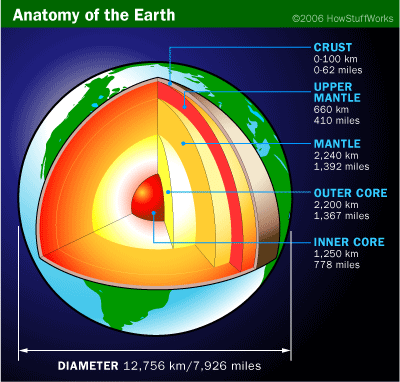 Anatomy of the Earth
©2006 HowStuffWorks
CRUST
0-100 km
0-62 miles
UPPER
MANTLE
660 km
410 miles
MANTLE
2,240 km
1,392 miles
OUTER CORE
2,200 km
1,367 miles
INNER CORE
1,250 km
778 miles
DIAMETER 12,756 km/7,926 miles